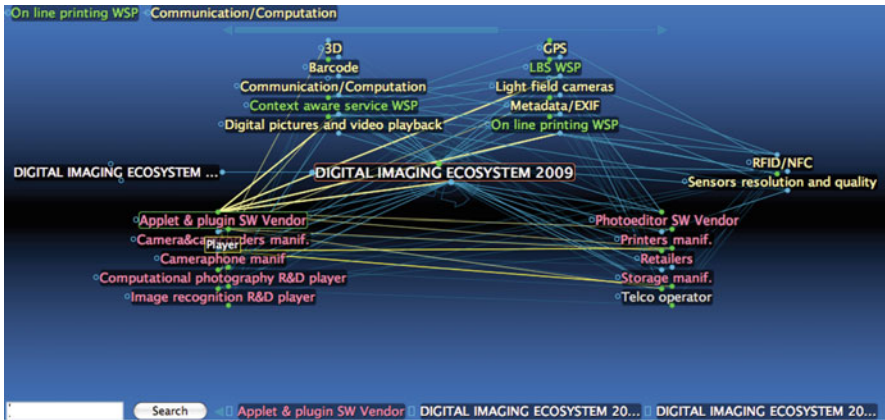 On line printing WSP Communication/Computation
3D GPS
Barcode LBS WSP
Communication/Computation Light field cameras
Context aware service WSP Metadata/EXIF
Digital pictures and video playback On line printing WSP
RFID/NFC
DIGITAL IMAGING ECOSYSTEM ... DIGITAL IMAGING ECOSYSTEM 2009
Sensors resolution and quality
Applet & plugin SW Vendor Photoeditor SW Vendor
Camera& manif. Printers manif.
Player
Cameraphone manif Retailers
Computational photography R&D player Storage manif.
Image recognition R&D player Telco operator
Search Applet & plugin SW Vendor DIGITAL IMAGING ECOSYSTEM 20... DIGITAL IMAGING ECOSYSTEM 20...